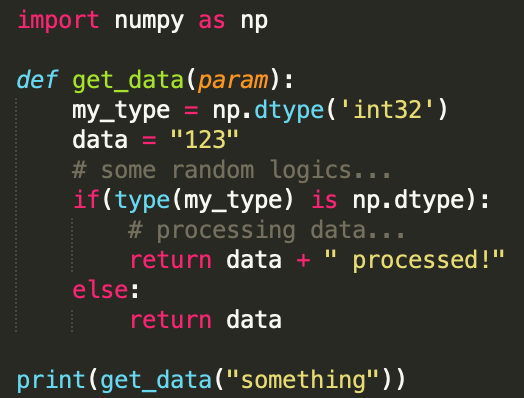 import numpy as np
def get_data(param):
my_type = np.dtype('int32')
data = "123"
# some random logics...
if(type(my_type) is np.dtype):
# processing data...
return data + " processed!"
else:
return data
print(get_data("something"))